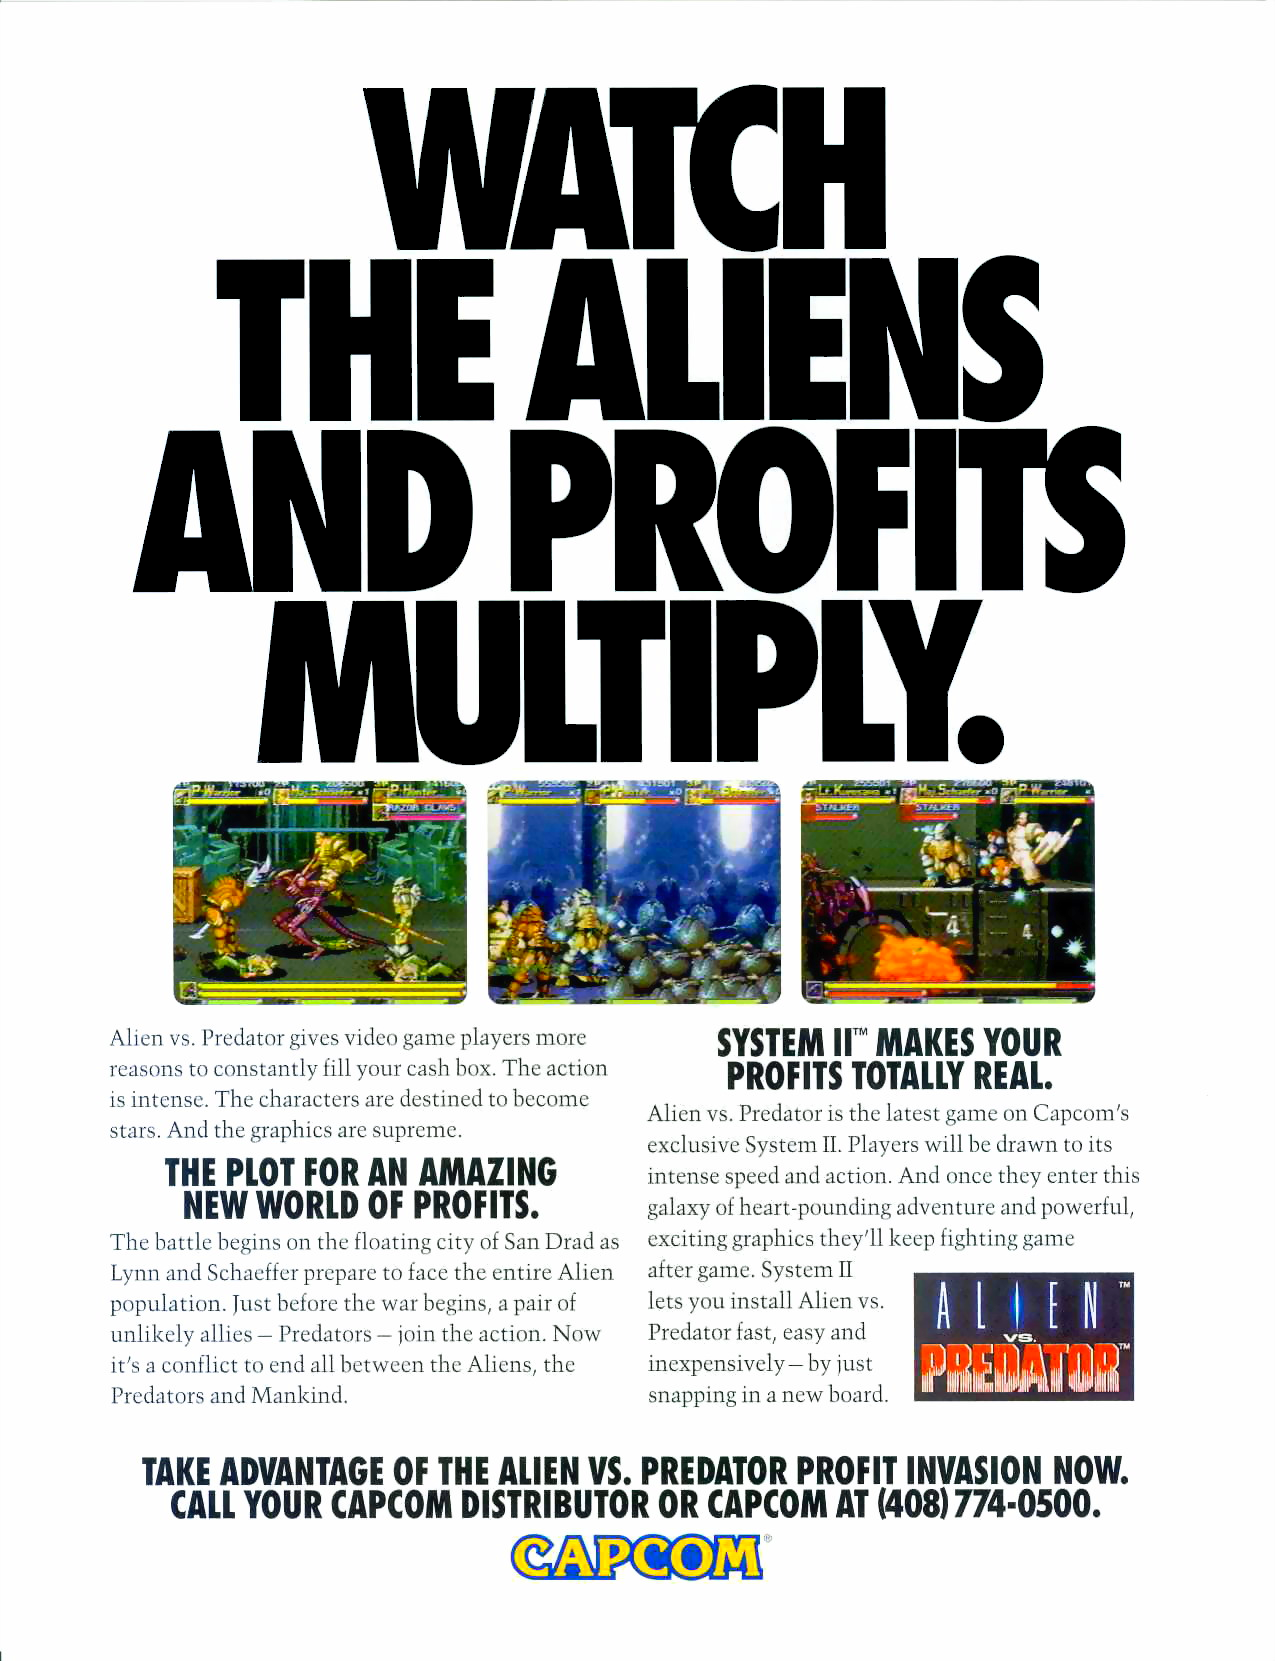 WATCH
THE ALIENS
AND PROFITS
MULTIPLY.
P-Warrior ×0 Maj.Schaefer ×1 P-Hunter
RAZOR CLAWS
P-Warrior P-Hunter ×0
Lt.Kurosawa ×1 Maj.Schaefer ×0 P-Warrior
STALKER STALKER
4 4
Alien vs. Predator gives video game players more
reasons to constantly fill your cash box. The action
is intense. The characters are destined to become
stars. And the graphics are supreme.
THE PLOT FOR AN AMAZING
NEW WORLD OF PROFITS.
The battle begins on the floating city of San Drad as
Lynn and Schaeffer prepare to face the entire Alien
population. Just before the war begins, a pair of
unlikely allies – Predators – join the action. Now
it's a conflict to end all between the Aliens, the
Predators and Mankind.
SYSTEM II™ MAKES YOUR
PROFITS TOTALLY REAL.
Alien vs. Predator is the latest game on Capcom's
exclusive System II. Players will be drawn to its
intense speed and action. And once they enter this
galaxy of heart-pounding adventure and powerful,
exciting graphics they'll keep fighting game
after game. System II
lets you install Alien vs.
Predator fast, easy and
inexpensively – by just
snapping in a new board.
ALIEN™
VS.
PREDATOR™
TAKE ADVANTAGE OF THE ALIEN VS. PREDATOR PROFIT INVASION NOW.
CALL YOUR CAPCOM DISTRIBUTOR OR CAPCOM AT (408) 774-0500.
CAPCOM®